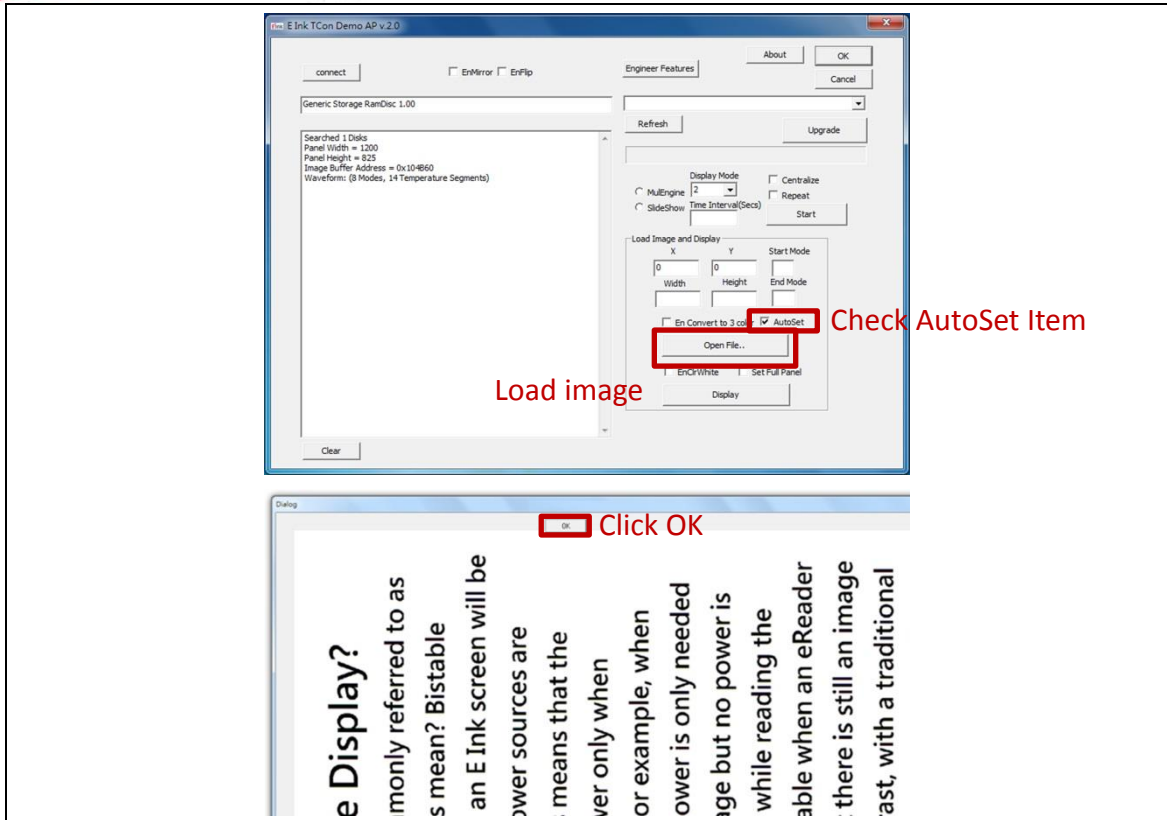 E Ink TCon Demo AP v.2.0
About
OK
connect
EnMirror
EnFlip
Engineer Features
Cancel
Generic Storage RamDisc 1.00
Refresh
Upgrade
Searched 1 Disks
Panel Width = 1200
Panel Height = 825
Image Buffer Address = 0x104B60
Waveform: (8 Modes, 14 Temperature Segments)
Display Mode
MulEngine
2
Centralize
Repeat
SlideShow
Time Interval(Secs)
Start
Load Image and Display
X
Y
Start Mode
0
0
Width
Height
End Mode
En Convert to 3 color
AutoSet
Check AutoSet Item
Open File..
EnClrWhite
Set Full Panel
Load image
Display
Clear
Dialog
OK
Click OK
e Display?
monly referred to as
s mean? Bistable
an E Ink screen will be
ower sources are
means that the
ver only when
or example, when
ower is only needed
age but no power is
while reading the
able when an eReader
there is still an image
rast, with a traditional